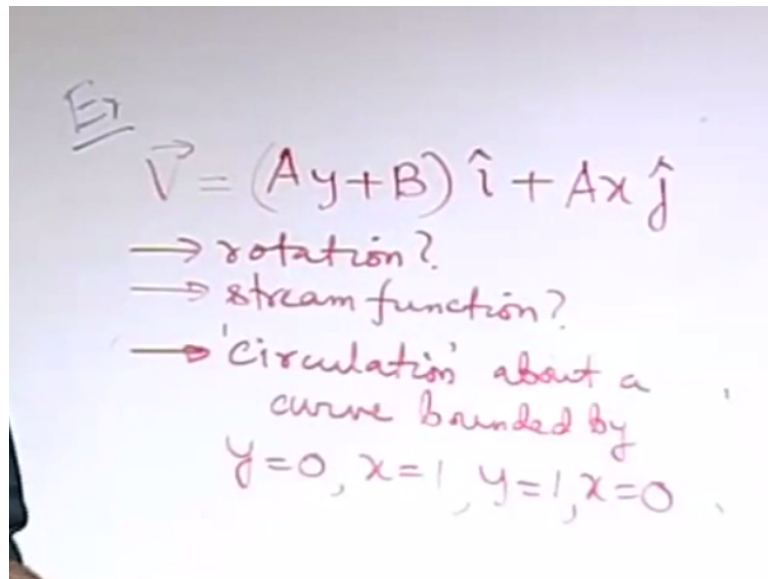 Ex
V⃗ = (Ay+B) î + Ax ĵ
→ rotation?
→ stream function?
→ 'circulation' about a
curve bounded by
y=0, x=1, y=1, x=0